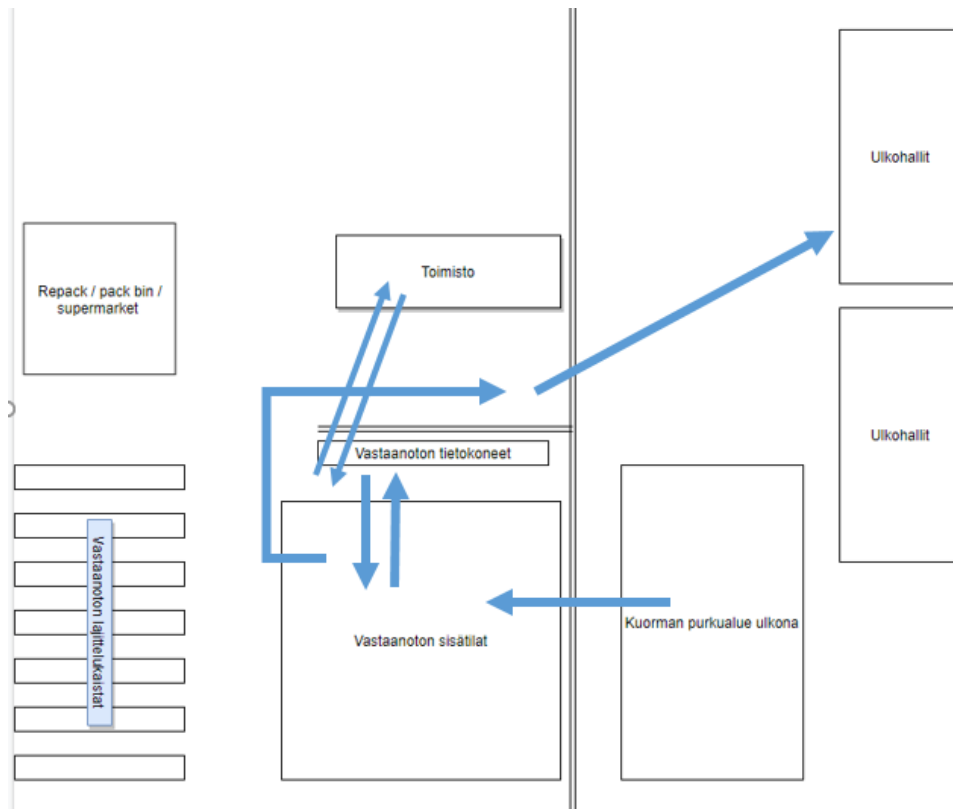 Ulkohallit
Repack / pack bin /
supermarket
Toimisto
Ulkohallit
Vastaanoton tietokoneet
Vastaanoton lajittelukaistat
Vastaanoton sisätilat
Kuorman purkualue ulkona